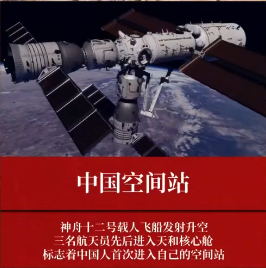 中国空间站
神舟十二号载人飞船发射升空
三名航天员先后进入天和核心舱
标志着中国人首次进入自己的空间站